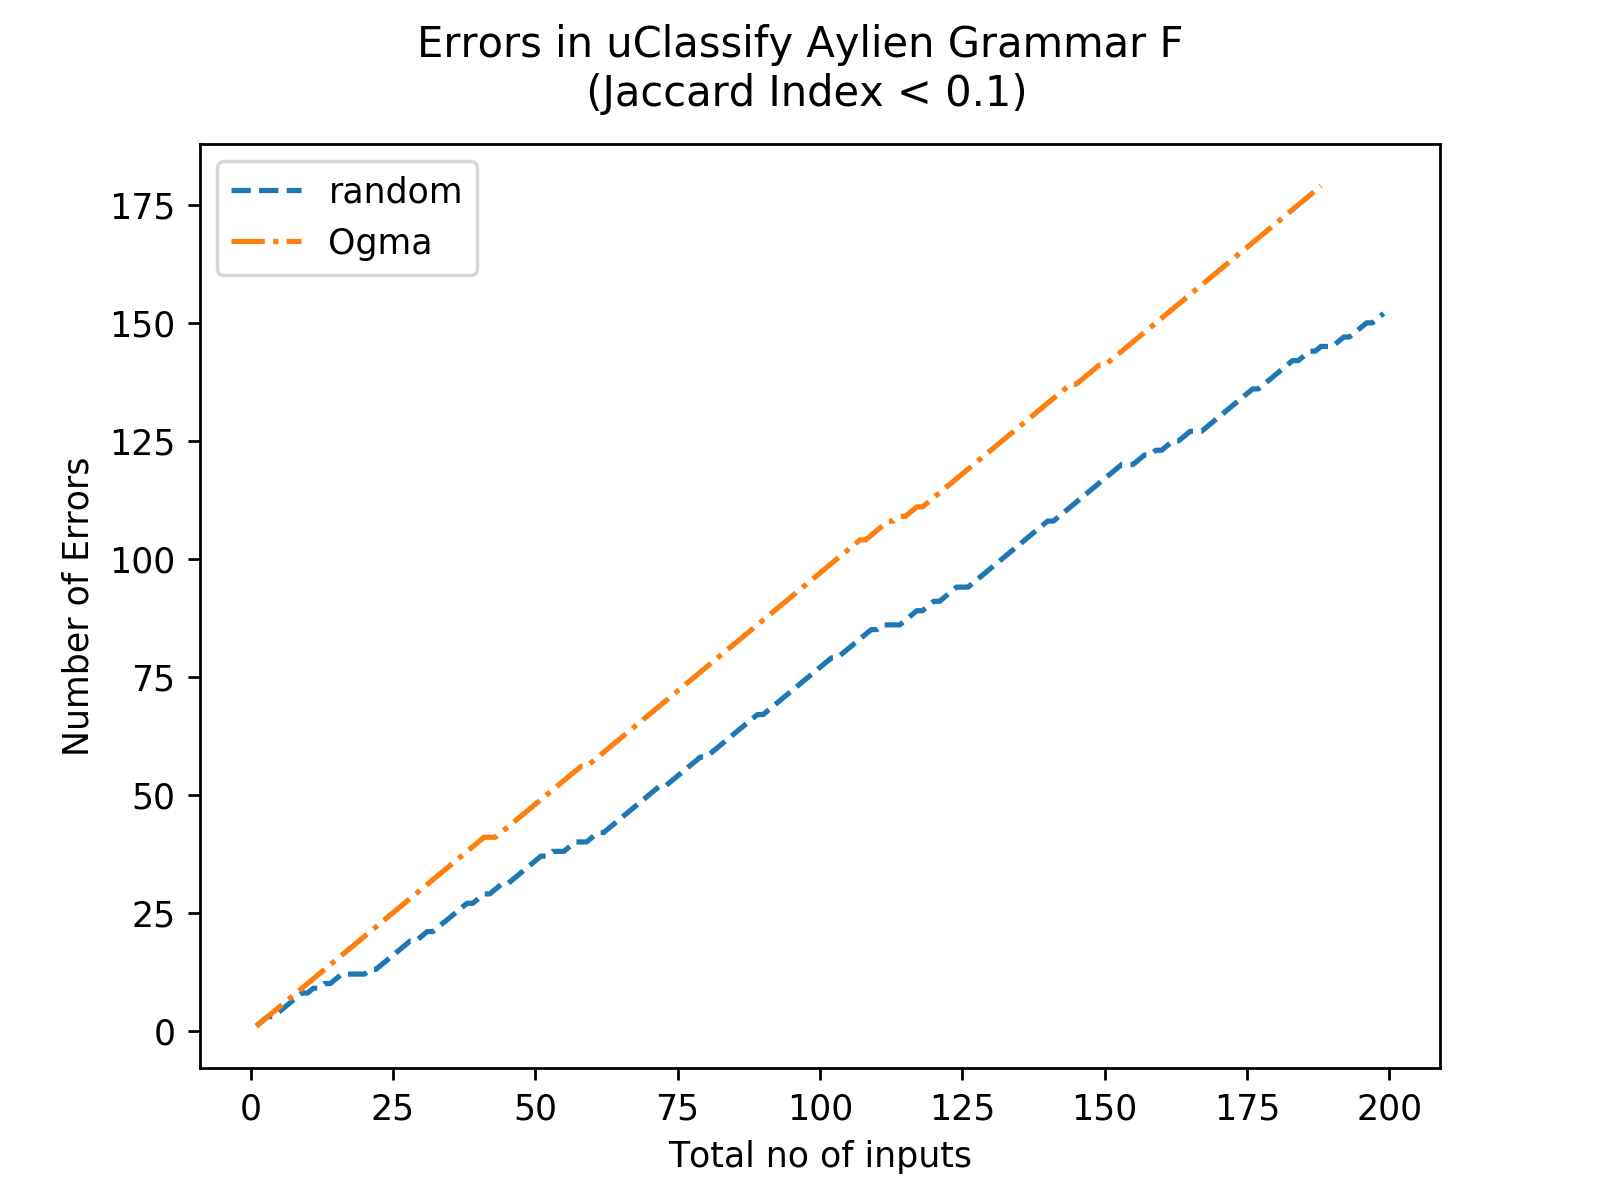 Errors in uClassify Aylien Grammar F
(Jaccard Index < 0.1)
random
Ogma
175
150
125
100
75
50
25
0
Number of Errors
0 25 50 75 100 125 150 175 200
Total no of inputs